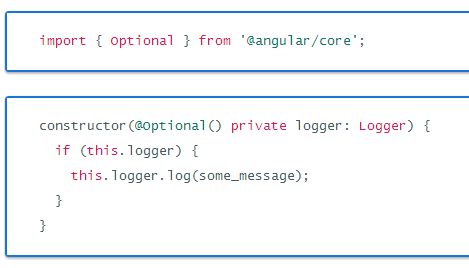 import { Optional } from '@angular/core';
constructor(@Optional() private logger: Logger) {
  if (this.logger) {
    this.logger.log(some_message);
  }
}